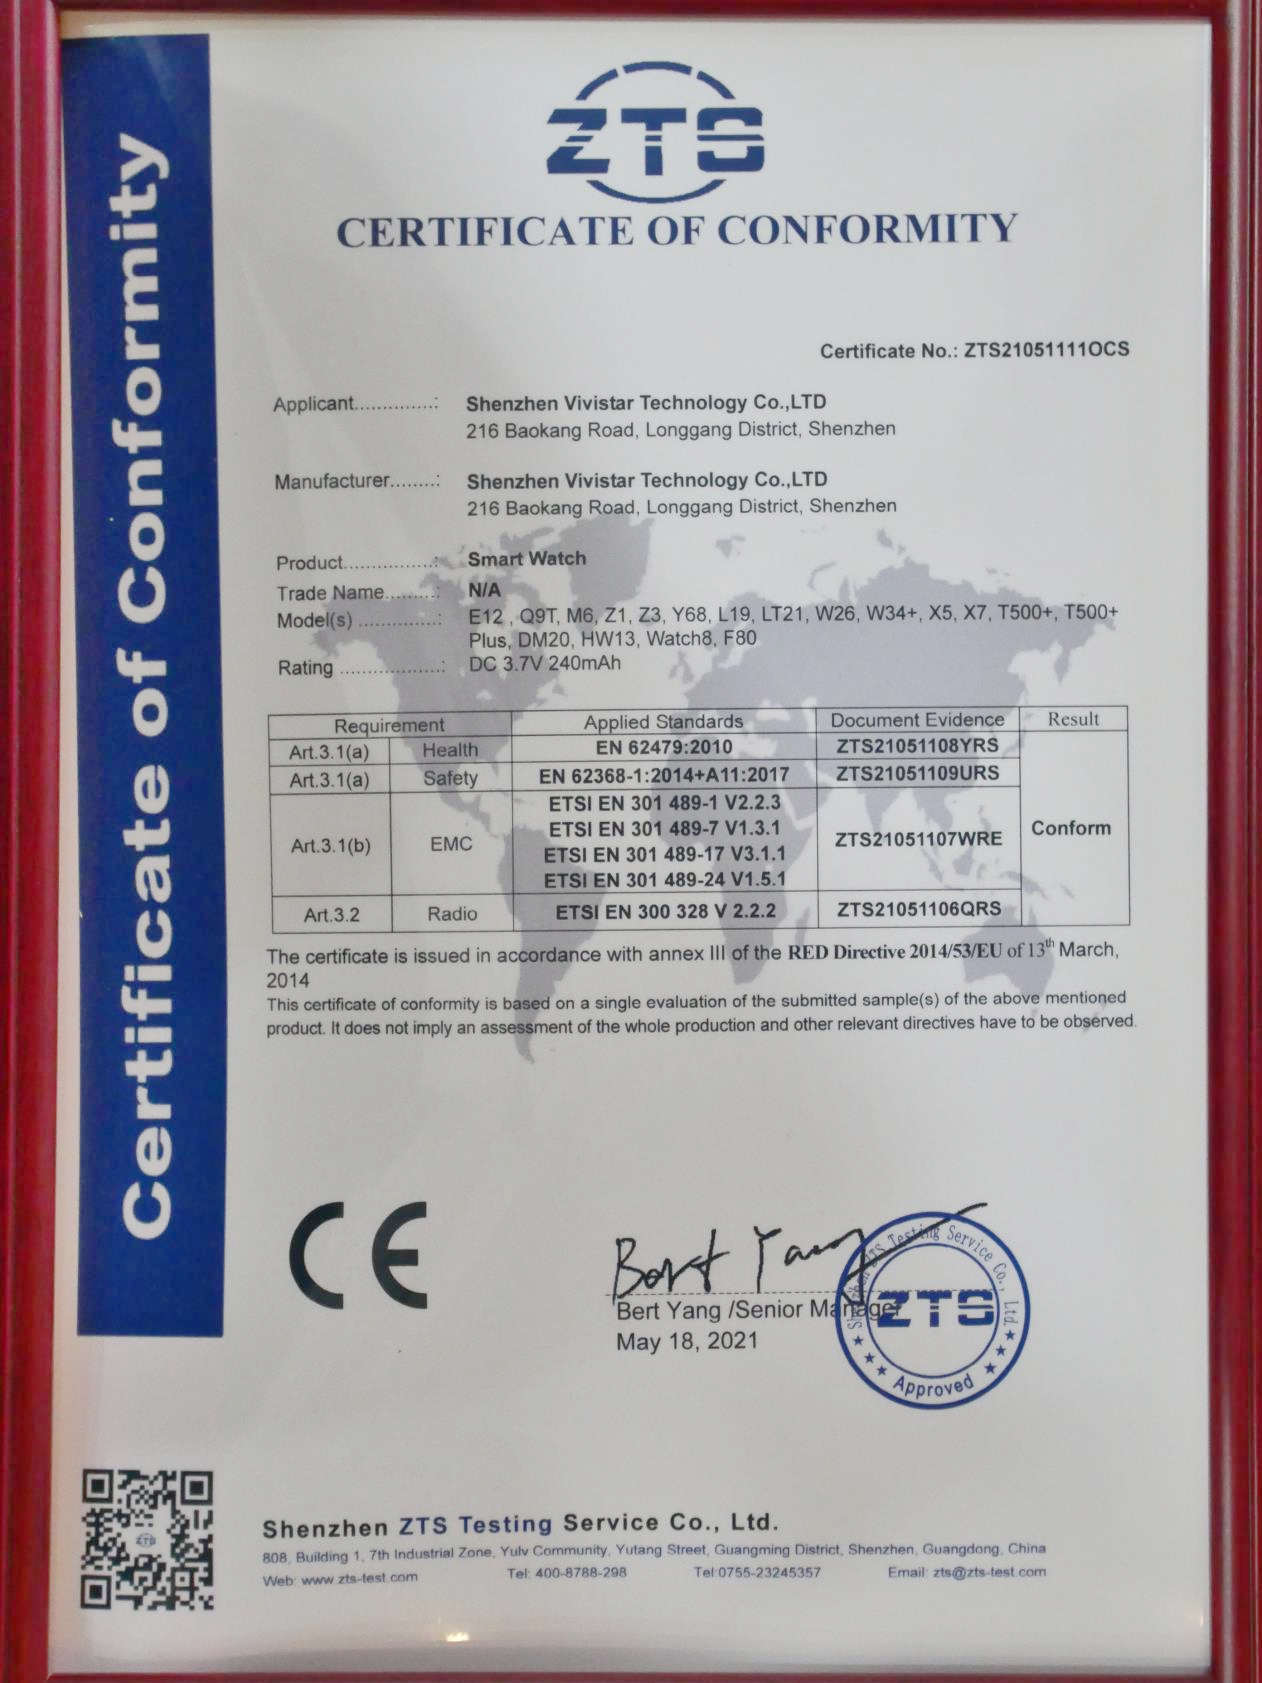 Certificate of Conformity
ZTS
CERTIFICATE OF CONFORMITY
Certificate No.: ZTS21051111OCS
Applicant..............: Shenzhen Vivistar Technology Co.,LTD
216 Baokang Road, Longgang District, Shenzhen
Manufacturer........: Shenzhen Vivistar Technology Co.,LTD
216 Baokang Road, Longgang District, Shenzhen
Product................: Smart Watch
Trade Name.........: N/A
Model(s) ..............: E12 , Q9T, M6, Z1, Z3, Y68, L19, LT21, W26, W34+, X5, X7, T500+, T500+
Plus, DM20, HW13, Watch8, F80
Rating ..................: DC 3.7V 240mAh
Requirement Applied Standards Document Evidence Result
Art.3.1(a) Health EN 62479:2010 ZTS21051108YRS
Art.3.1(a) Safety EN 62368-1:2014+A11:2017 ZTS21051109URS
Art.3.1(b) EMC ETSI EN 301 489-1 V2.2.3
ETSI EN 301 489-7 V1.3.1
ETSI EN 301 489-17 V3.1.1
ETSI EN 301 489-24 V1.5.1
ZTS21051107WRE
Conform
Art.3.2 Radio ETSI EN 300 328 V 2.2.2 ZTS21051106QRS
The certificate is issued in accordance with annex III of the RED Directive 2014/53/EU of 13th March,
2014
This certificate of conformity is based on a single evaluation of the submitted sample(s) of the above mentioned
product. It does not imply an assessment of the whole production and other relevant directives have to be observed.
CE
Bert Yang
Bert Yang /Senior Manager
May 18, 2021
Shenzhen ZTS Testing Service Co., Ltd.
ZTS
Approved
ZTS
Shenzhen ZTS Testing Service Co., Ltd.
808, Building 1, 7th Industrial Zone, Yulv Community, Yutang Street, Guangming District, Shenzhen, Guangdong, China
Web: www.zts-test.com Tel: 400-8788-298 Tel:0755-23245357 Email: zts@zts-test.com